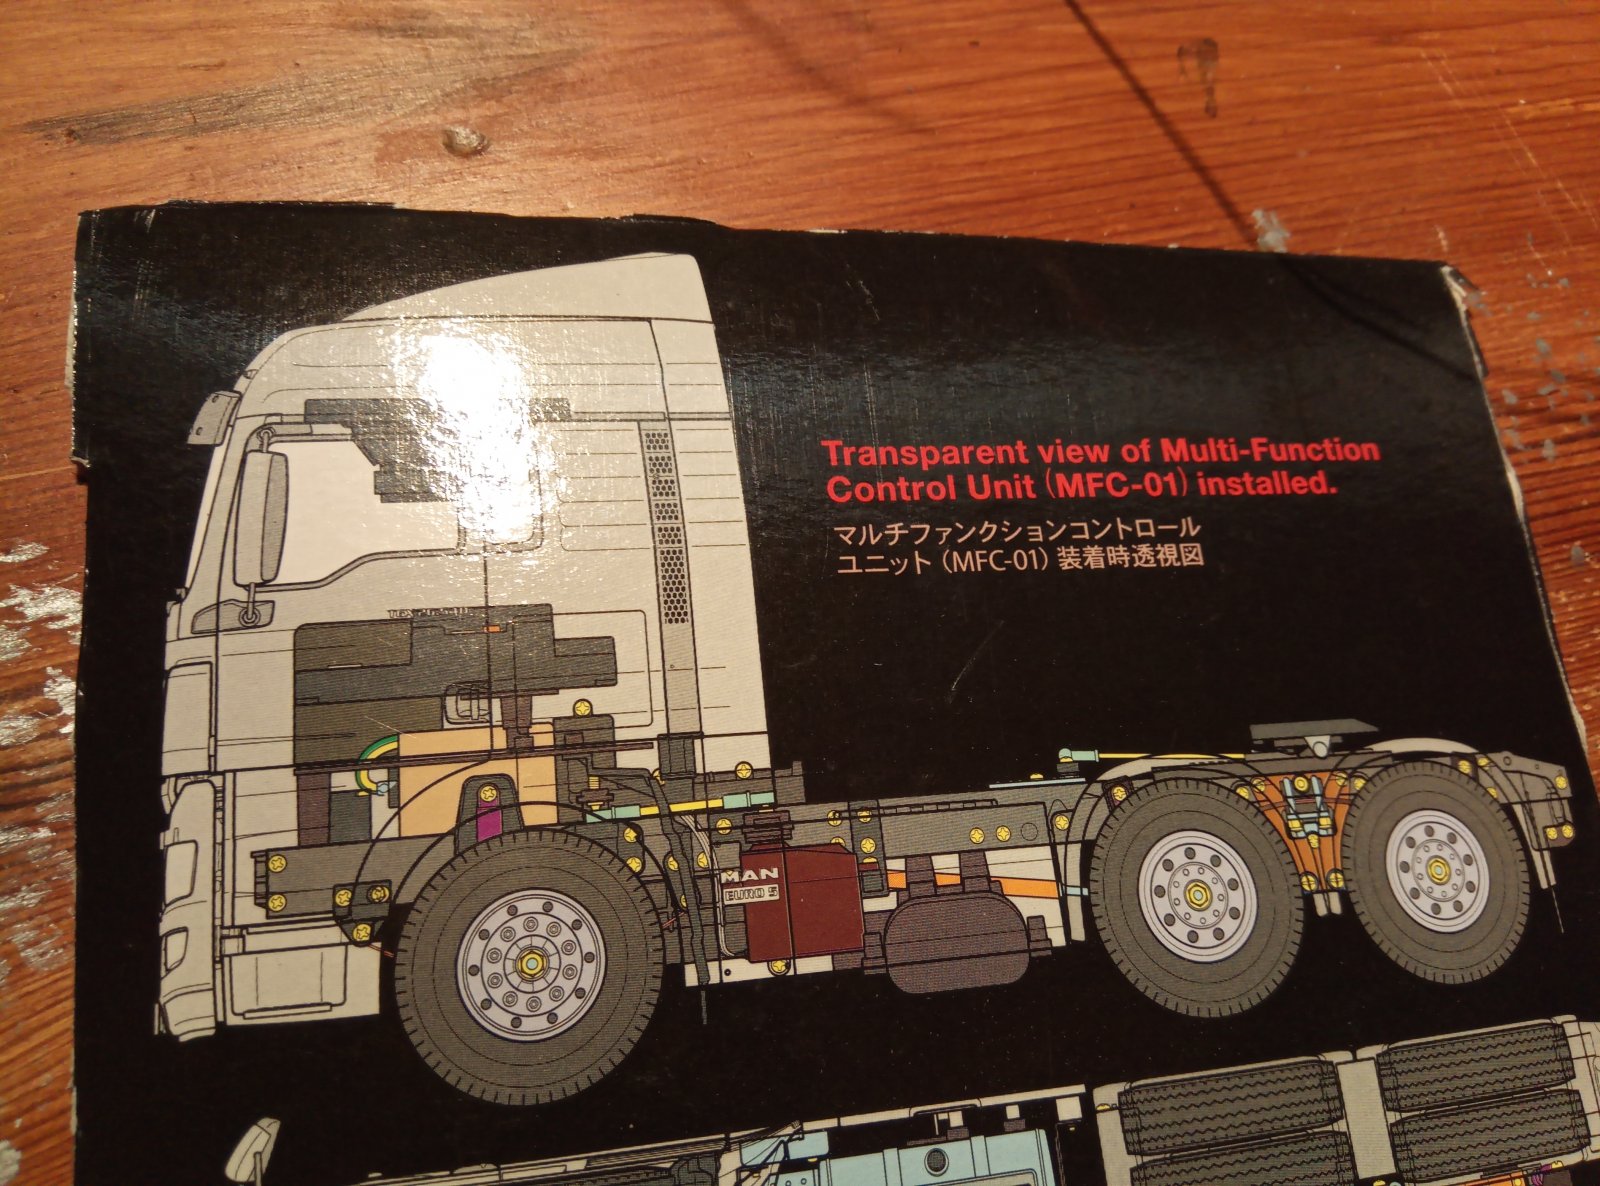 Transparent view of Multi-Function
Control Unit (MFC-01) installed.
マルチファンクションコントロール
ユニット（MFC-01）装着時透視図
MAN
EURO 5